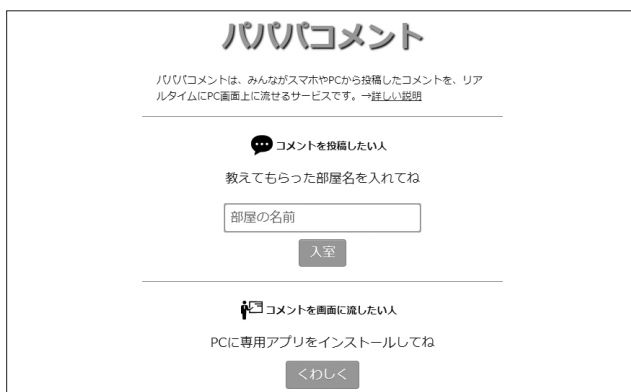 パパパコメント
パパパコメントは、みんながスマホやPCから投稿したコメントを、リア
ルタイムにPC画面上に流せるサービスです。→詳しい説明
コメントを投稿したい人
教えてもらった部屋名を入れてね
部屋の名前
入室
コメントを画面に流したい人
PCに専用アプリをインストールしてね
くわしく